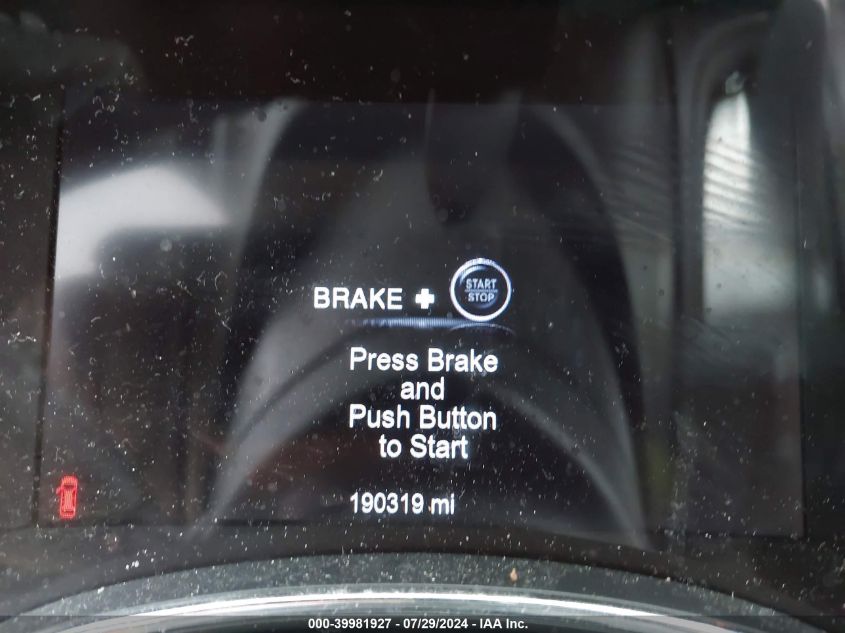 BRAKE + START
STOP
Press Brake
and
Push Button
to Start
190319 mi
000-39981927 / 07/29/2024 - IAA Inc.